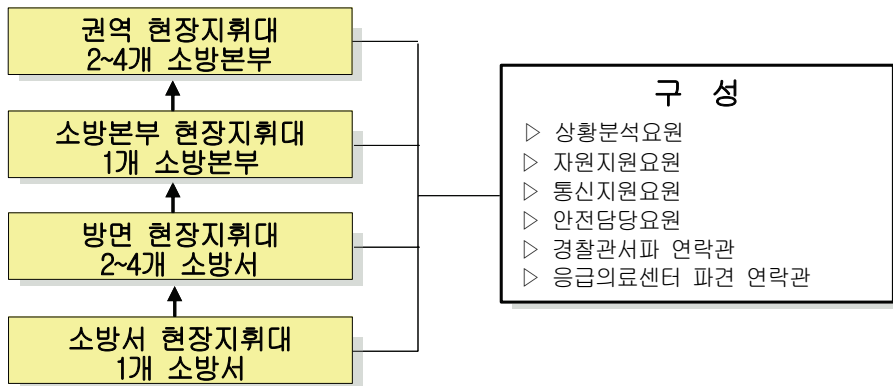 권역 현장지휘대
2~4개 소방본부
소방본부 현장지휘대
1개 소방본부
방면 현장지휘대
2~4개 소방서
소방서 현장지휘대
1개 소방서
구 성
▷ 상황분석요원
▷ 자원지원요원
▷ 통신지원요원
▷ 안전담당요원
▷ 경찰관서파 연락관
▷ 응급의료센터 파견 연락관